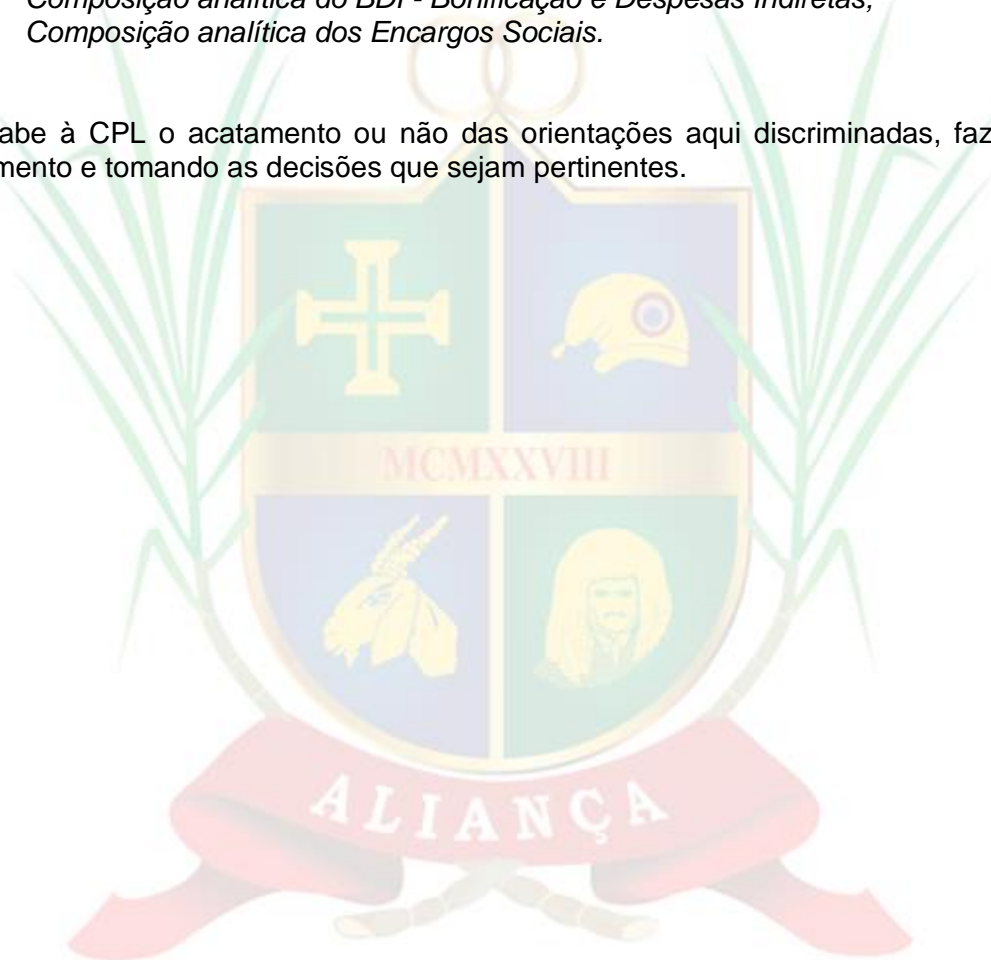 Composição analítica do BDI - Bonificação e Despesas Indiretas;
Composição analítica dos Encargos Sociais.
abe à CPL o acatamento ou não das orientações aqui discriminadas, faz
mento e tomando as decisões que sejam pertinentes.
MCMXXVIII
ALIANÇA